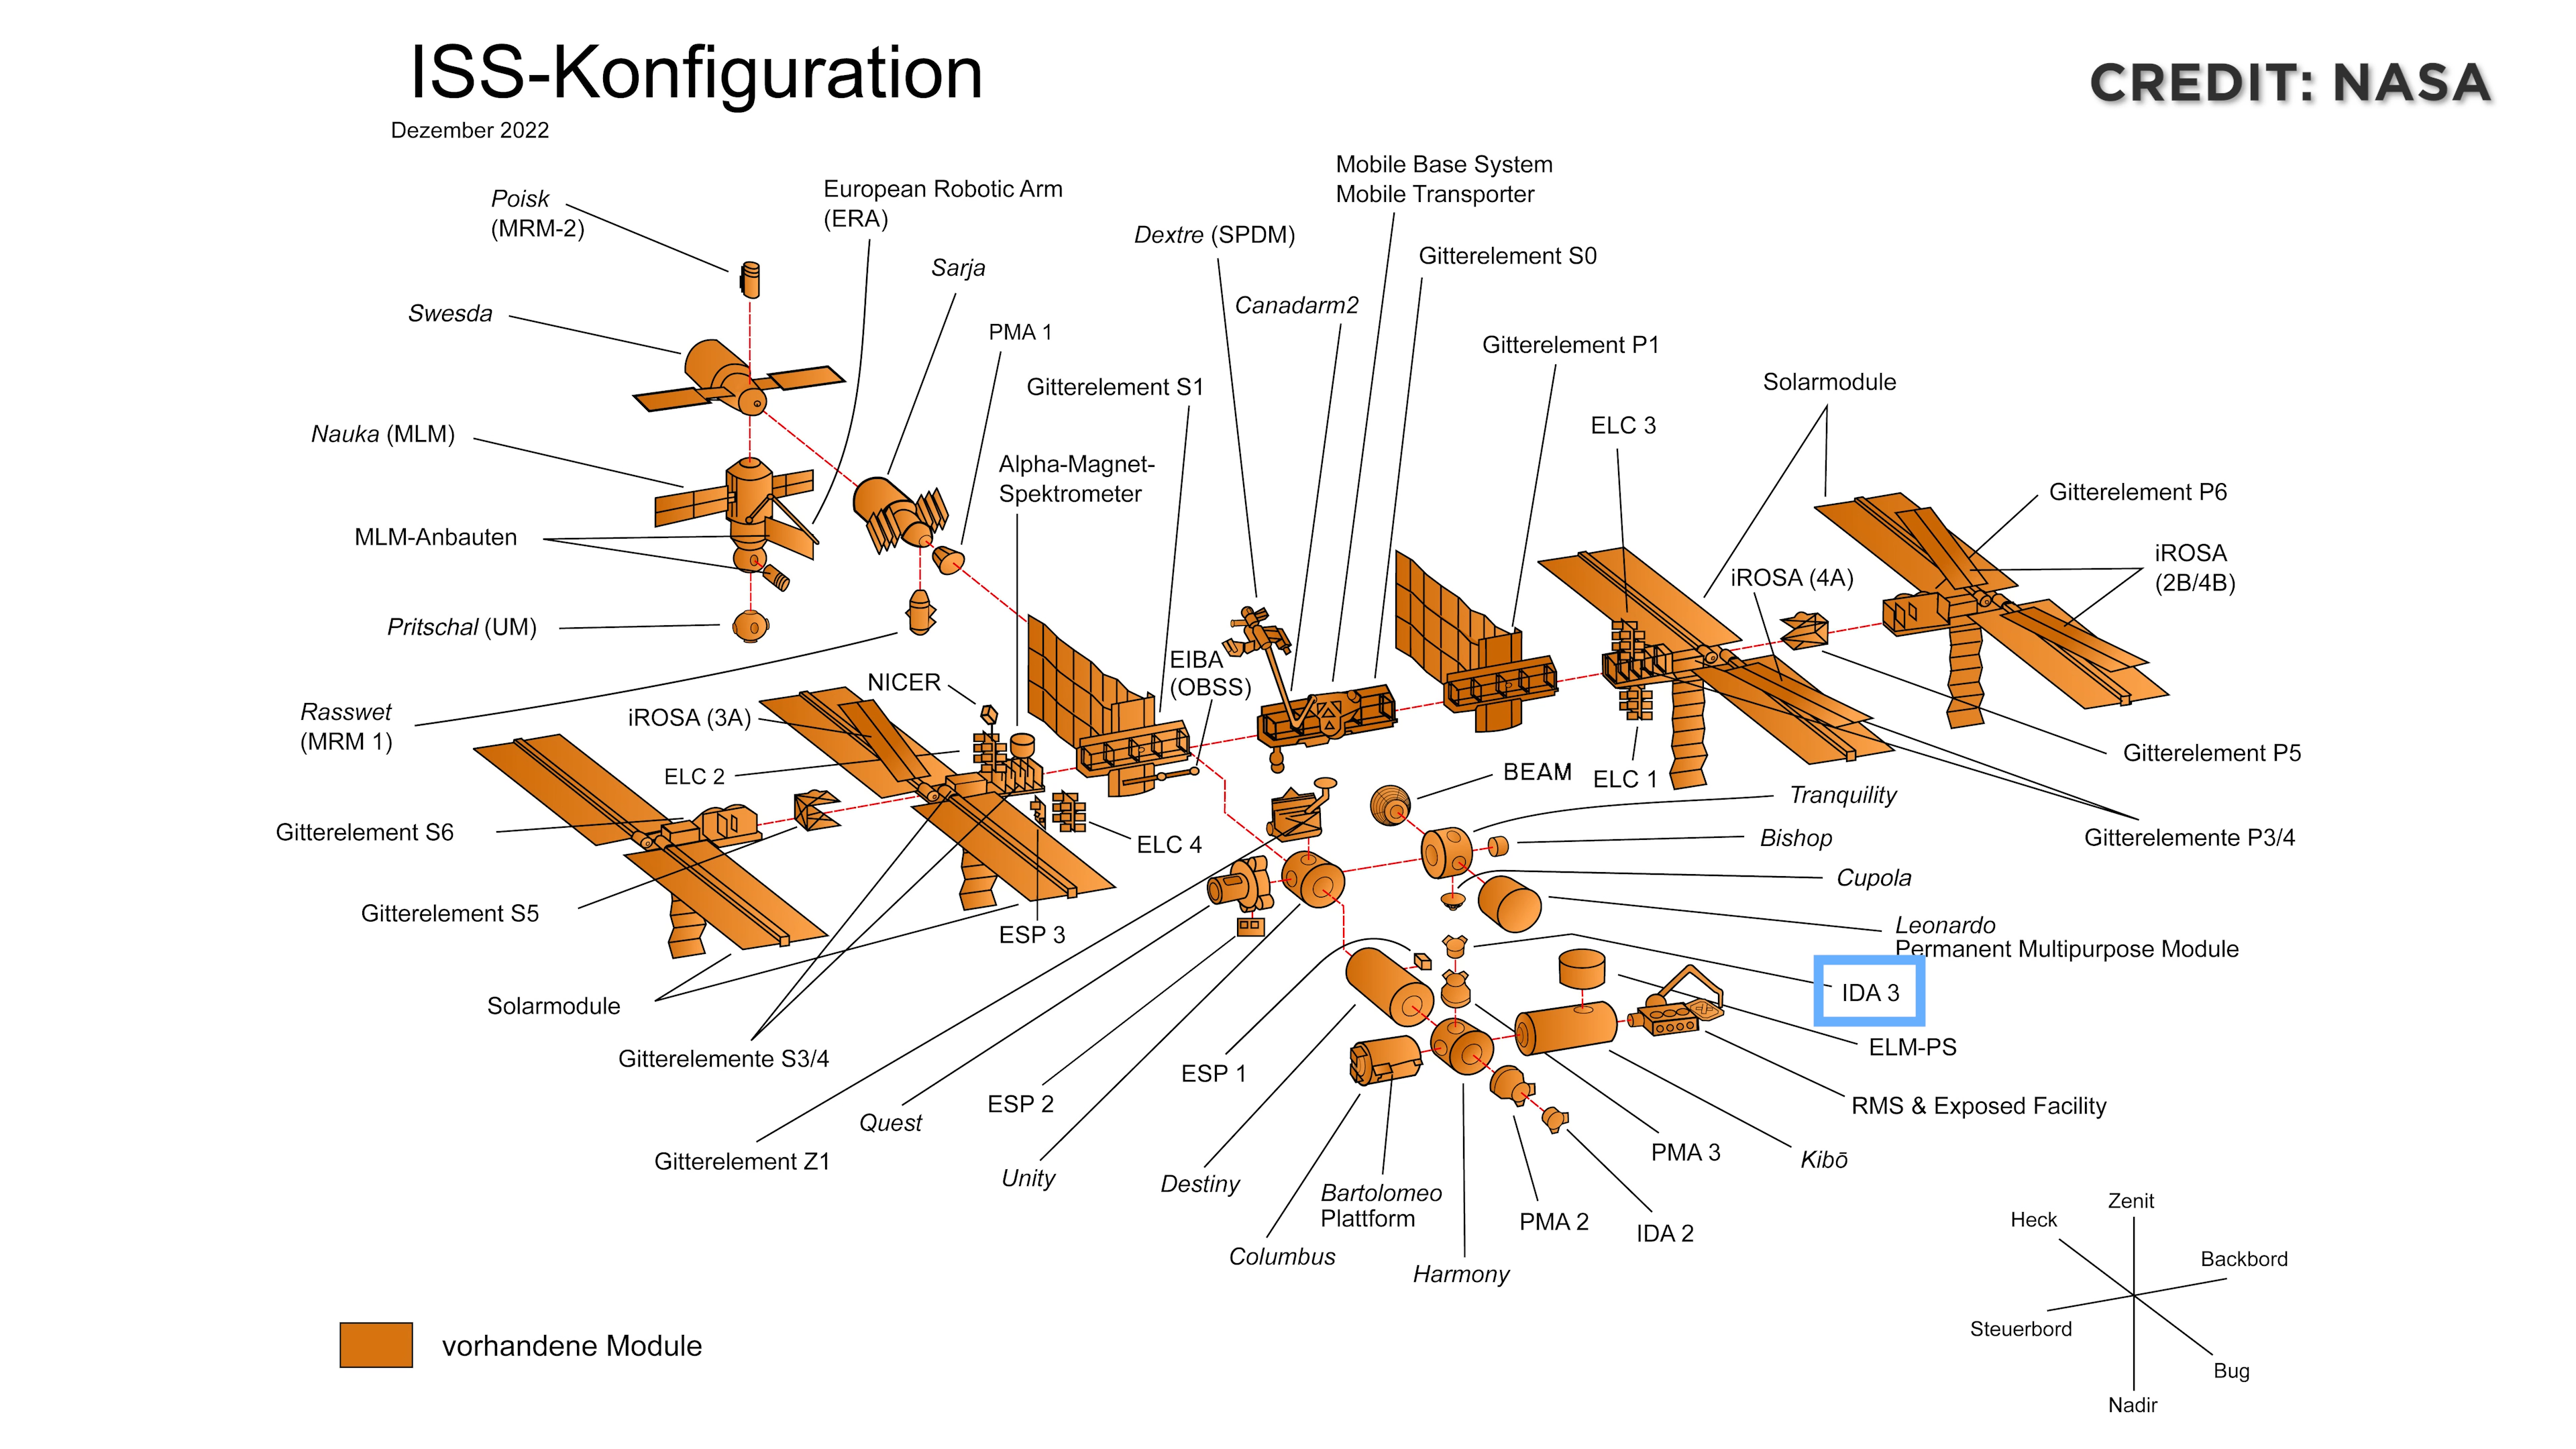 ISS-Konfiguration
CREDIT: NASA
Dezember 2022
Mobile Base System
Mobile Transporter
Poisk
(MRM-2)
European Robotic Arm
(ERA)
Dextre (SPDM)
Gitterelement S0
Sarja
Canadarm2
Swesda
PMA 1
Gitterelement P1
Gitterelement S1
Solarmodule
ELC 3
Nauka (MLM)
Alpha-Magnet-
Spektrometer
Gitterelement P6
MLM-Anbauten
iROSA
(2B/4B)
iROSA (4A)
Pritschal (UM)
EIBA
(OBSS)
NICER
Rasswet
(MRM 1)
iROSA (3A)
Gitterelement P5
ELC 2
BEAM
ELC 1
Tranquility
Gitterelement S6
ELC 4
Bishop
Gitterelemente P3/4
Cupola
Gitterelement S5
ESP 3
Leonardo
Permanent Multipurpose Module
IDA 3
Solarmodule
ELM-PS
Gitterelemente S3/4
ESP 1
ESP 2
RMS & Exposed Facility
Quest
PMA 3
Kibō
Gitterelement Z1
Unity
Destiny
Bartolomeo
Plattform
PMA 2
IDA 2
Columbus
Harmony
Zenit
Heck
Backbord
Steuerbord
Bug
Nadir
vorhandene Module